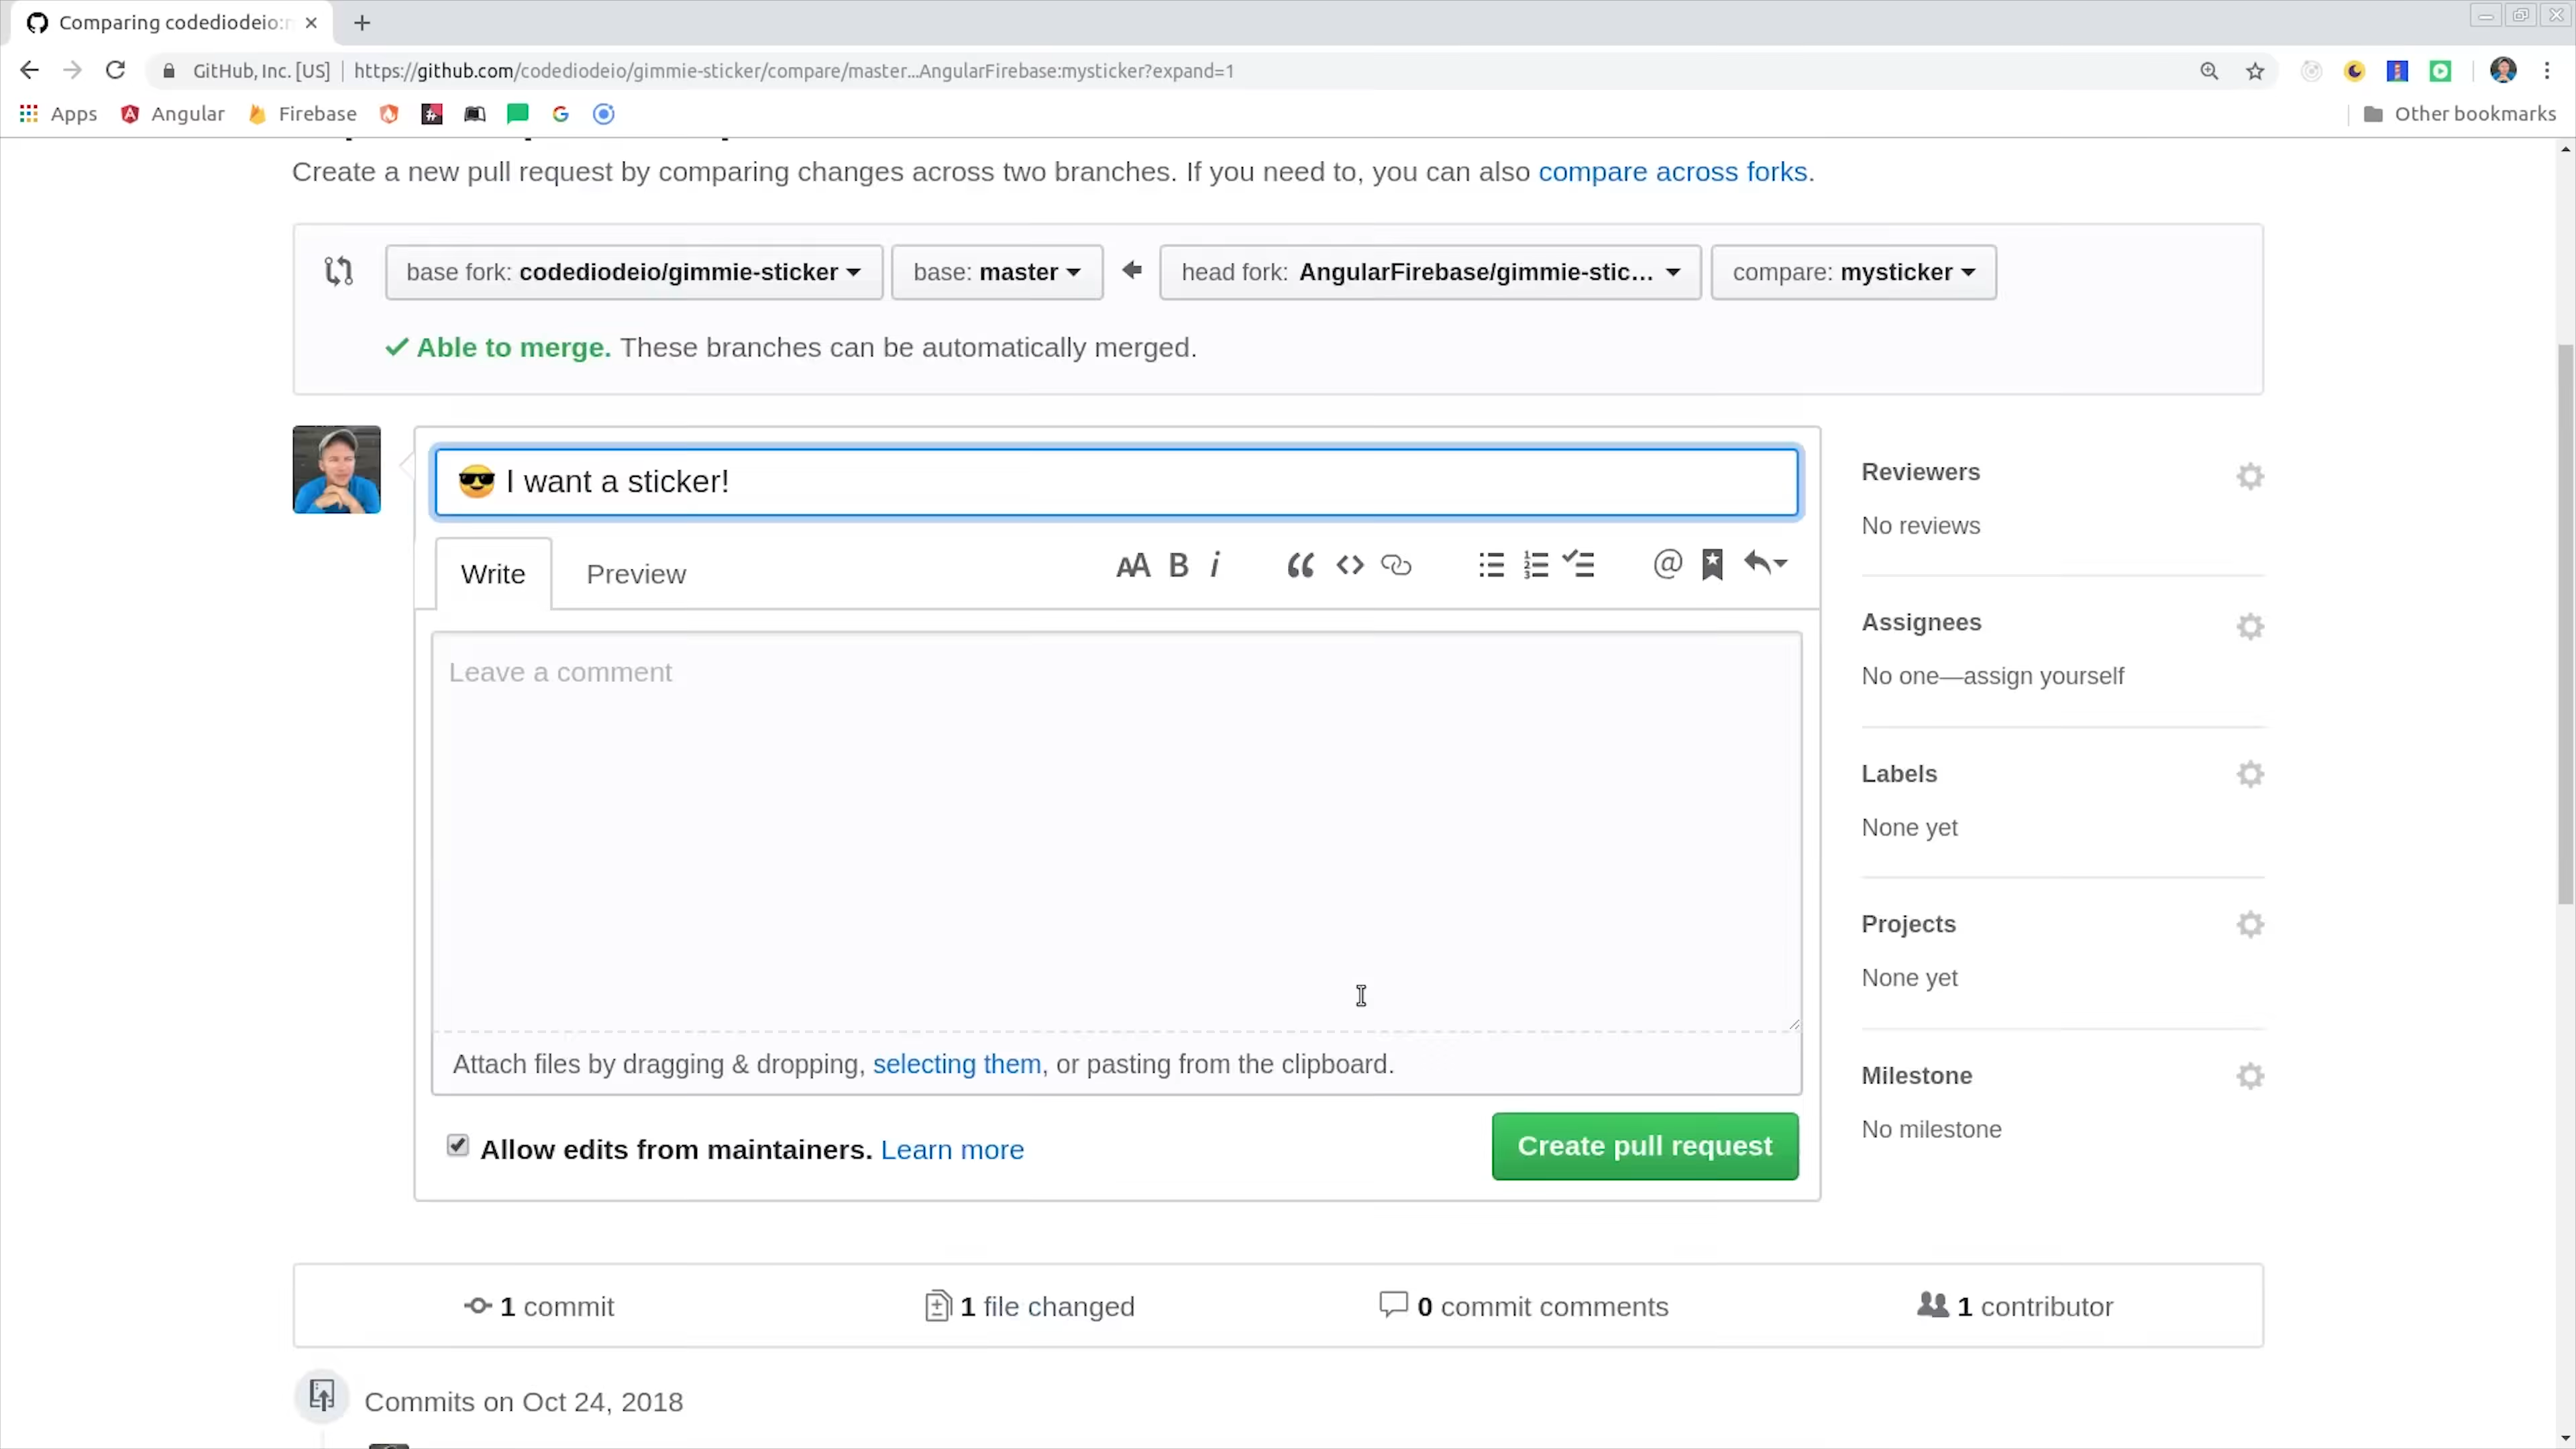 Comparing codediodeio:
GitHub, Inc. [US] https://github.com/codediodeio/gimmie-sticker/compare/master...AngularFirebase:mysticker?expand=1
Apps Angular Firebase Other bookmarks
Create a new pull request by comparing changes across two branches. If you need to, you can also compare across forks.
base fork: codediodeio/gimmie-sticker base: master head fork: AngularFirebase/gimmie-stic... compare: mysticker
Able to merge. These branches can be automatically merged.
😎 I want a sticker!
Write Preview AA B i
Leave a comment
Attach files by dragging & dropping, selecting them, or pasting from the clipboard.
Allow edits from maintainers. Learn more
Create pull request
Reviewers
No reviews
Assignees
No one—assign yourself
Labels
None yet
Projects
None yet
Milestone
No milestone
1 commit 1 file changed 0 commit comments 1 contributor
Commits on Oct 24, 2018